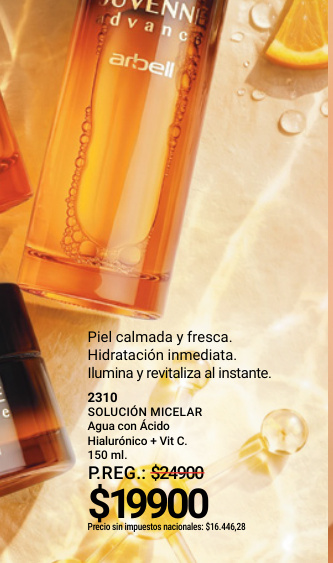 advance
arbell
Piel calmada y fresca.
Hidratación inmediata.
Ilumina y revitaliza al instante.
2310
SOLUCIÓN MICELAR
Agua con Ácido
Hialurónico + Vit C.
150 ml.
P.REG.: $24900
$19900
Precio sin impuestos nacionales: $16.446,28